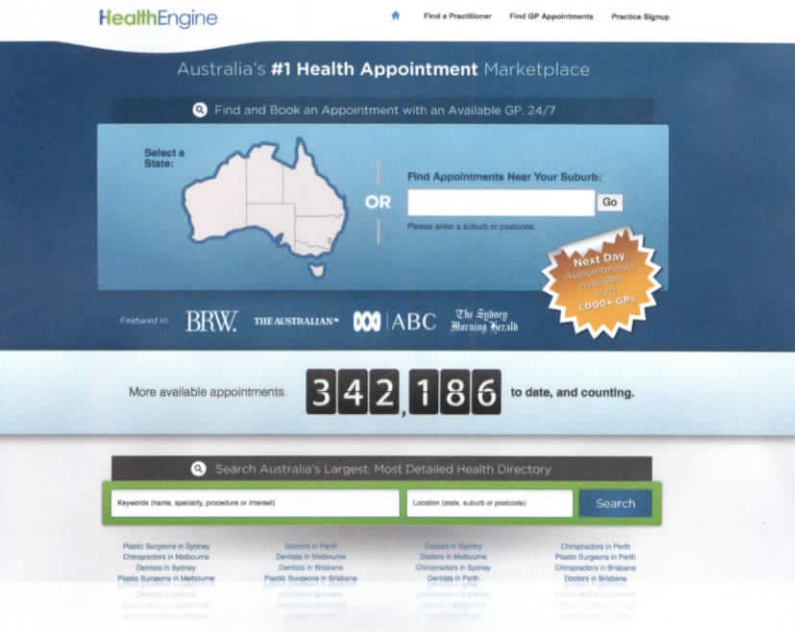 HealthEngine
Find a Practitioner Find GP Appointments Practice Signup
Australia's #1 Health Appointment Marketplace
Find and Book an Appointment with an Available GP, 24/7
Select a
State:
Find Appointments Near Your Suburb:
OR
Go
Please enter a suburb or postcode.
Next Day
Appointments
Available
1,000+ GPs
Featured in:
BRW.
THE AUSTRALIAN
ABC
The Sydney
Morning Herald
More available appointments. 342,186 to date, and counting.
Search Australia's Largest, Most Detailed Health Directory
Keywords (name, specialty, procedure or interest) Location (state, suburb or postcode) Search
Plastic Surgeons in Sydney Doctors in Perth Doctors in Sydney Chiropractors in Perth
Chiropractors in Melbourne Dentists in Melbourne Doctors in Melbourne Plastic Surgeons in Perth
Dentists in Sydney Dentists in Brisbane Chiropractors in Sydney Chiropractors in Brisbane
Plastic Surgeons in Melbourne Plastic Surgeons in Brisbane Dentists in Perth Doctors in Brisbane